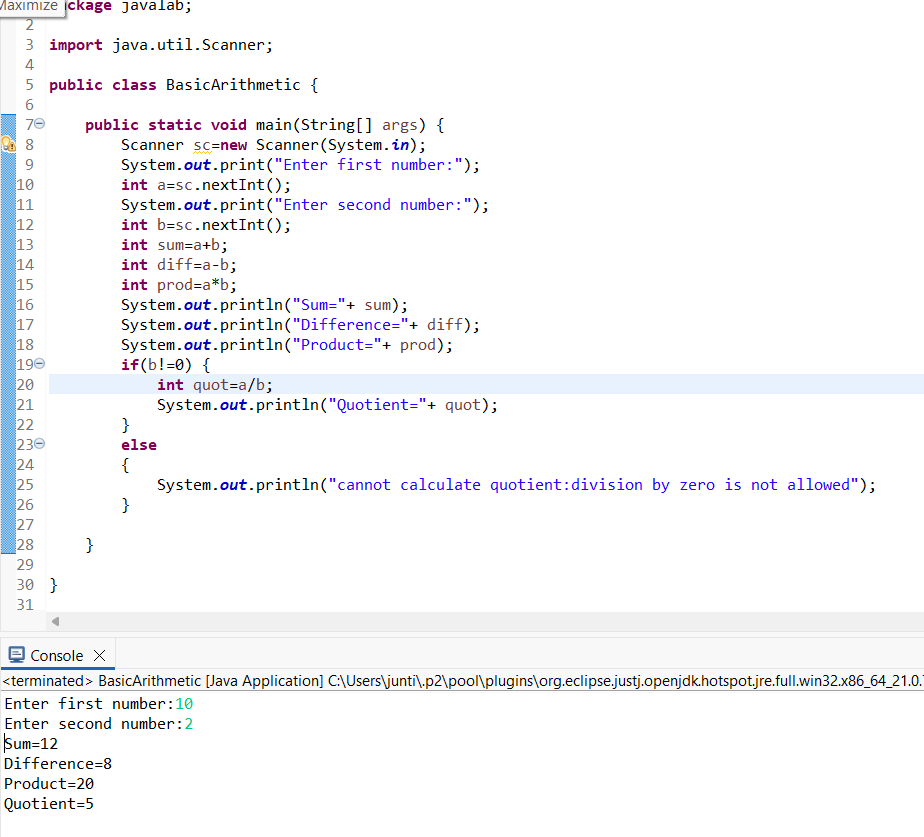 Maximize
ckage javalab;
2
3 import java.util.Scanner;
4
5 public class BasicArithmetic {
6
7 public static void main(String[] args) {
8 Scanner sc=new Scanner(System.in);
9 System.out.print("Enter first number:");
10 int a=sc.nextInt();
11 System.out.print("Enter second number:");
12 int b=sc.nextInt();
13 int sum=a+b;
14 int diff=a-b;
15 int prod=a*b;
16 System.out.println("Sum="+ sum);
17 System.out.println("Difference="+ diff);
18 System.out.println("Product="+ prod);
19 if(b!=0) {
20 int quot=a/b;
21 System.out.println("Quotient="+ quot);
22 }
23 else
24 {
25 System.out.println("cannot calculate quotient:division by zero is not allowed");
26 }
27
28 }
29
30 }
31
Console
<terminated> BasicArithmetic [Java Application] C:\Users\junti\.p2\pool\plugins\org.eclipse.justj.openjdk.hotspot.jre.full.win32.x86_64_21.0.
Enter first number:10
Enter second number:2
Sum=12
Difference=8
Product=20
Quotient=5